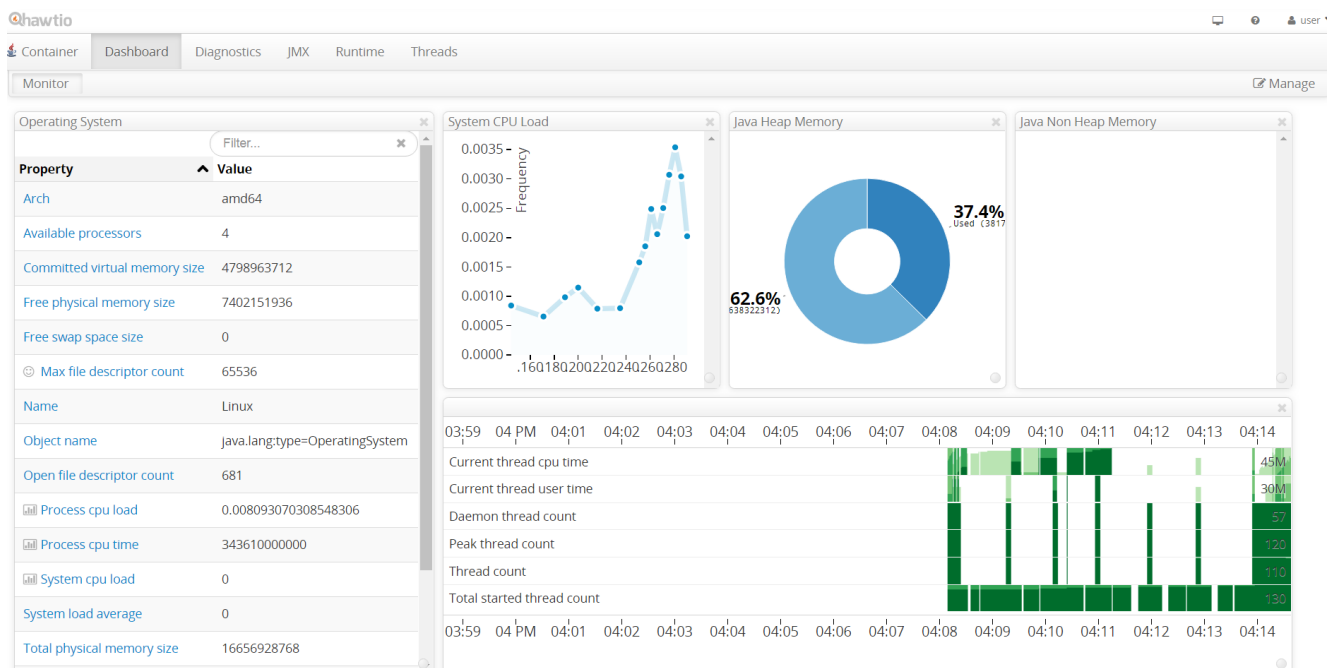 hawtio
user
Container Dashboard Diagnostics JMX Runtime Threads
Monitor
Manage
Operating System
Filter...
Property Value
Arch amd64
Available processors 4
Committed virtual memory size 4798963712
Free physical memory size 7402151936
Free swap space size 0
Max file descriptor count 65536
Name Linux
Object name java.lang:type=OperatingSystem
Open file descriptor count 681
Process cpu load 0.008093070308548306
Process cpu time 343610000000
System cpu load 0
System load average 0
Total physical memory size 16656928768
System CPU Load
Frequency
0.0035
0.0030
0.0025
0.0020
0.0015
0.0010
0.0005
0.0000
.160 .180 .200 .220 .240 .260 .280
Java Heap Memory
37.4%
Used (3817
62.6%
638322312)
Java Non Heap Memory
03:59 04 PM 04:01 04:02 04:03 04:04 04:05 04:06 04:07 04:08 04:09 04:10 04:11 04:12 04:13 04:14
Current thread cpu time 45M
Current thread user time 30M
Daemon thread count 57
Peak thread count 120
Thread count 110
Total started thread count 130
03:59 04 PM 04:01 04:02 04:03 04:04 04:05 04:06 04:07 04:08 04:09 04:10 04:11 04:12 04:13 04:14